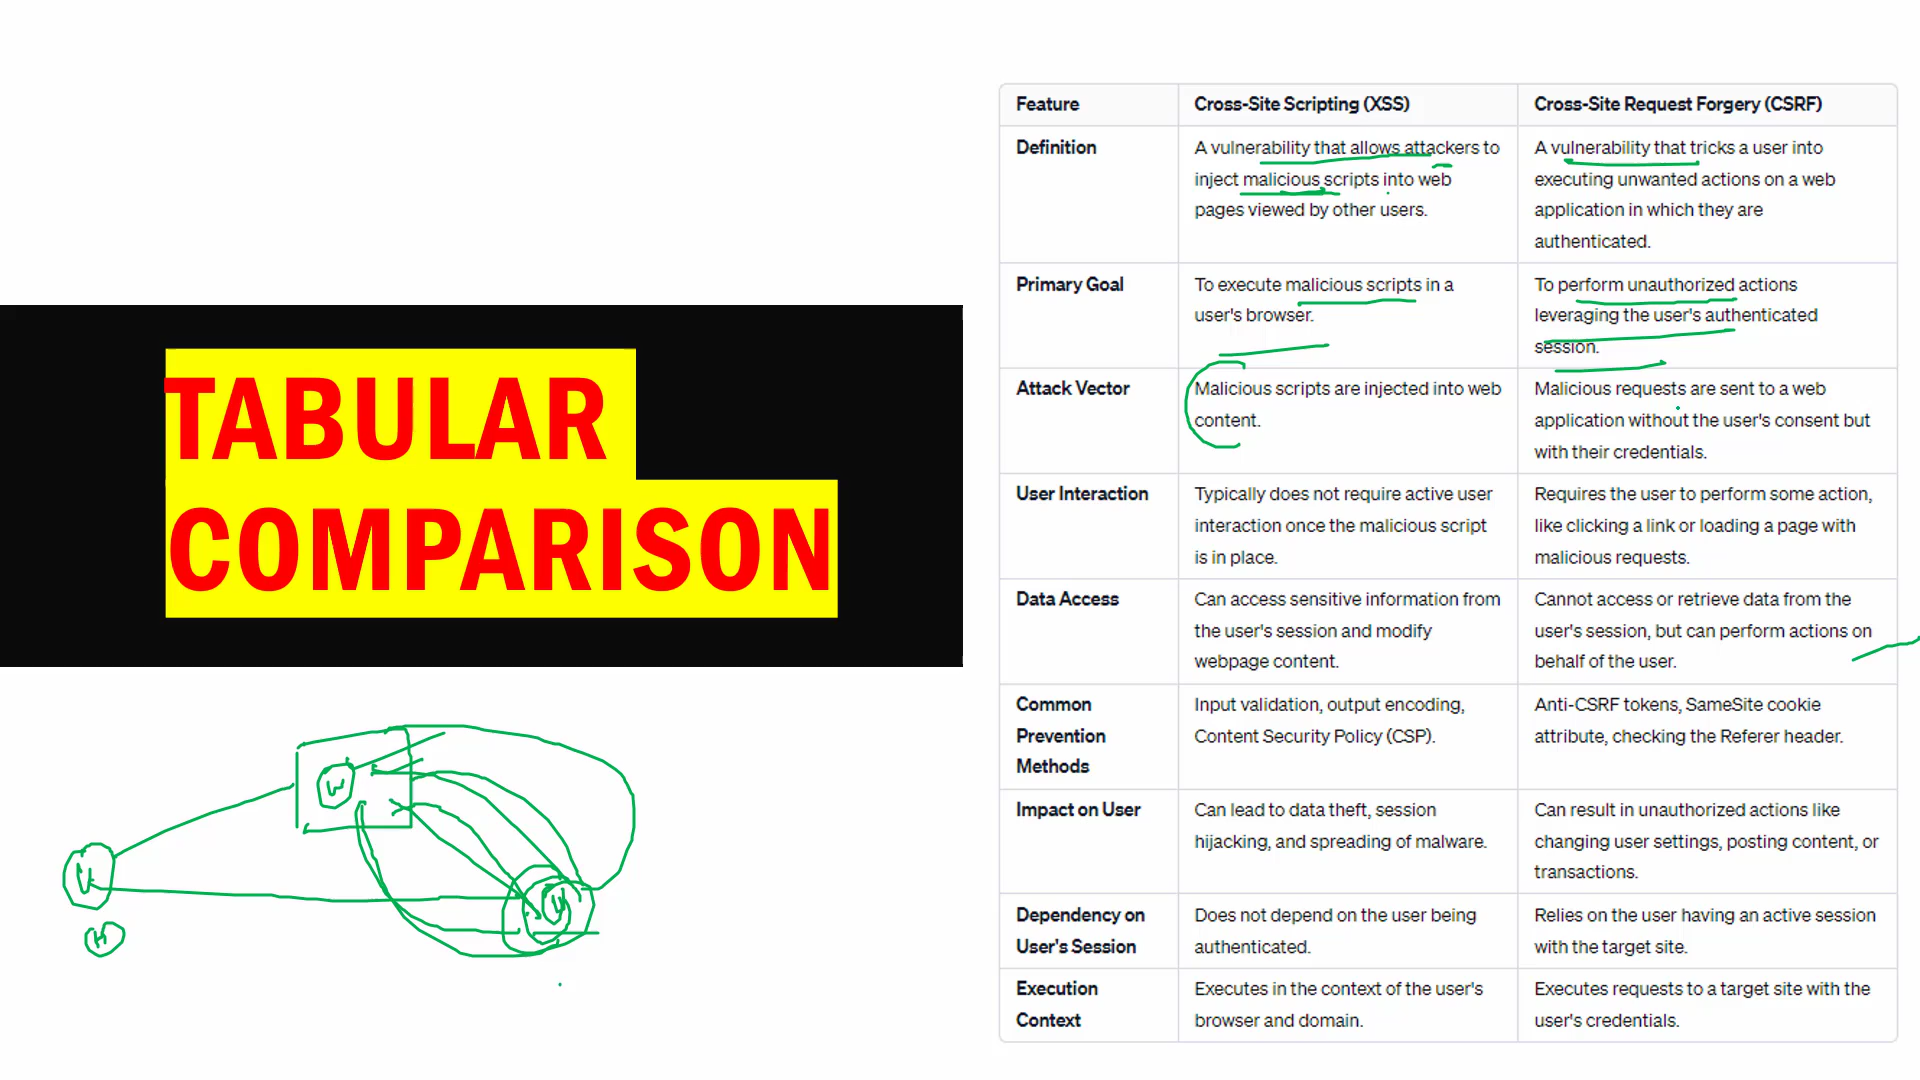 TABULAR
COMPARISON
Feature
Cross-Site Scripting (XSS)
Cross-Site Request Forgery (CSRF)
Definition
A vulnerability that allows attackers to
inject malicious scripts into web
pages viewed by other users.
A vulnerability that tricks a user into
executing unwanted actions on a web
application in which they are
authenticated.
Primary Goal
To execute malicious scripts in a
user's browser.
To perform unauthorized actions
leveraging the user's authenticated
session.
Attack Vector
Malicious scripts are injected into web
content.
Malicious requests are sent to a web
application without the user's consent but
with their credentials.
User Interaction
Typically does not require active user
interaction once the malicious script
is in place.
Requires the user to perform some action,
like clicking a link or loading a page with
malicious requests.
Data Access
Can access sensitive information from
the user's session and modify
webpage content.
Cannot access or retrieve data from the
user's session, but can perform actions on
behalf of the user.
Common
Prevention
Methods
Input validation, output encoding,
Content Security Policy (CSP).
Anti-CSRF tokens, SameSite cookie
attribute, checking the Referer header.
Impact on User
Can lead to data theft, session
hijacking, and spreading of malware.
Can result in unauthorized actions like
changing user settings, posting content, or
transactions.
Dependency on
User's Session
Does not depend on the user being
authenticated.
Relies on the user having an active session
with the target site.
Execution
Context
Executes in the context of the user's
browser and domain.
Executes requests to a target site with the
user's credentials.
W
U
H